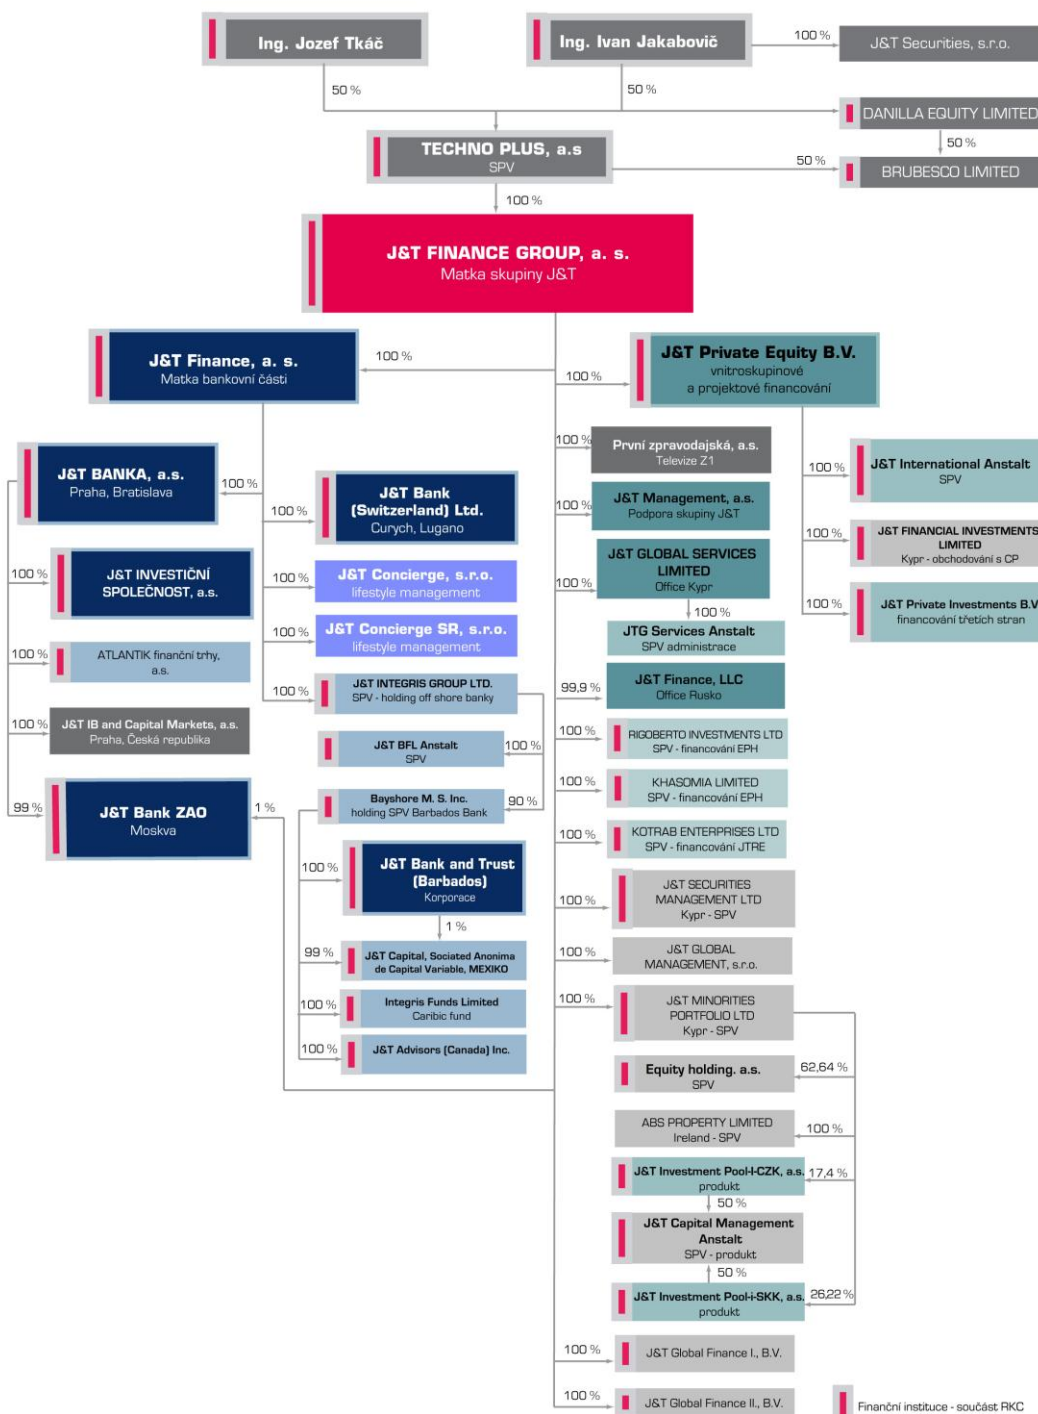 Ing. Jozef Tkáč
Ing. Ivan Jakabovič
100 %
J&T Securities, s.r.o.
50 %
50 %
DANILLA EQUITY LIMITED
50 %
TECHNO PLUS, a.s
SPV
50 %
BRUBESCO LIMITED
100 %
J&T FINANCE GROUP, a. s.
Matka skupiny J&T
J&T Finance, a. s.
Matka bankovní části
100 %
100 %
J&T Private Equity B.V.
vnitroskupinové
a projektové financování
J&T BANKA, a.s.
Praha, Bratislava
100 %
100 %
J&T Bank
(Switzerland) Ltd.
Curych, Lugano
100 %
První zpravodajská, a.s.
Televize Z1
100 %
J&T International Anstalt
SPV
100 %
J&T Management, a.s.
Podpora skupiny J&T
100 %
J&T FINANCIAL INVESTMENTS
LIMITED
Kypr - obchodování s CP
100 %
J&T INVESTIČNÍ
SPOLEČNOST, a.s.
100 %
J&T Concierge, s.r.o.
lifestyle management
100 %
J&T GLOBAL SERVICES
LIMITED
Office Kypr
100 %
J&T Private Investments B.V.
financování třetích stran
100 %
100 %
J&T Concierge SR, s.r.o.
lifestyle management
JTG Services Anstalt
SPV administrace
100 %
ATLANTIK finanční trhy,
a.s.
100 %
J&T INTEGRIS GROUP LTD.
SPV - holding off shore banky
99,9 %
J&T Finance, LLC
Office Rusko
100 %
J&T IB and Capital Markets, a.s.
Praha, Česká republika
J&T BFL Anstalt
SPV
100 %
100 %
RIGOBERTO INVESTMENTS LTD
SPV - financování EPH
99 %
J&T Bank ZAO
Moskva
1 %
Bayshore M. S. Inc.
holding SPV Barbados Bank
90 %
100 %
KHASOMIA LIMITED
SPV - financování EPH
100 %
KOTRAB ENTERPRISES LTD
SPV - financování JTRE
100 %
J&T Bank and Trust
(Barbados)
Korporace
1 %
100 %
J&T SECURITIES
MANAGEMENT LTD
Kypr - SPV
99 %
J&T Capital, Sociated Anonima
de Capital Variable, MEXIKO
100 %
J&T GLOBAL
MANAGEMENT, s.r.o.
100 %
Integris Funds Limited
Caribic fund
100 %
J&T MINORITIES
PORTFOLIO LTD
Kypr - SPV
100 %
J&T Advisors (Canada) Inc.
Equity holding. a.s.
SPV
62,64 %
ABS PROPERTY LIMITED
Ireland - SPV
100 %
J&T Investment Pool-I-CZK, a.s.
produkt
17,4 %
50 %
J&T Capital Management
Anstalt
SPV - produkt
50 %
J&T Investment Pool-i-SKK, a.s.
produkt
26,22 %
100 %
J&T Global Finance I., B.V.
100 %
J&T Global Finance II., B.V.
Finanční instituce - součást RKC